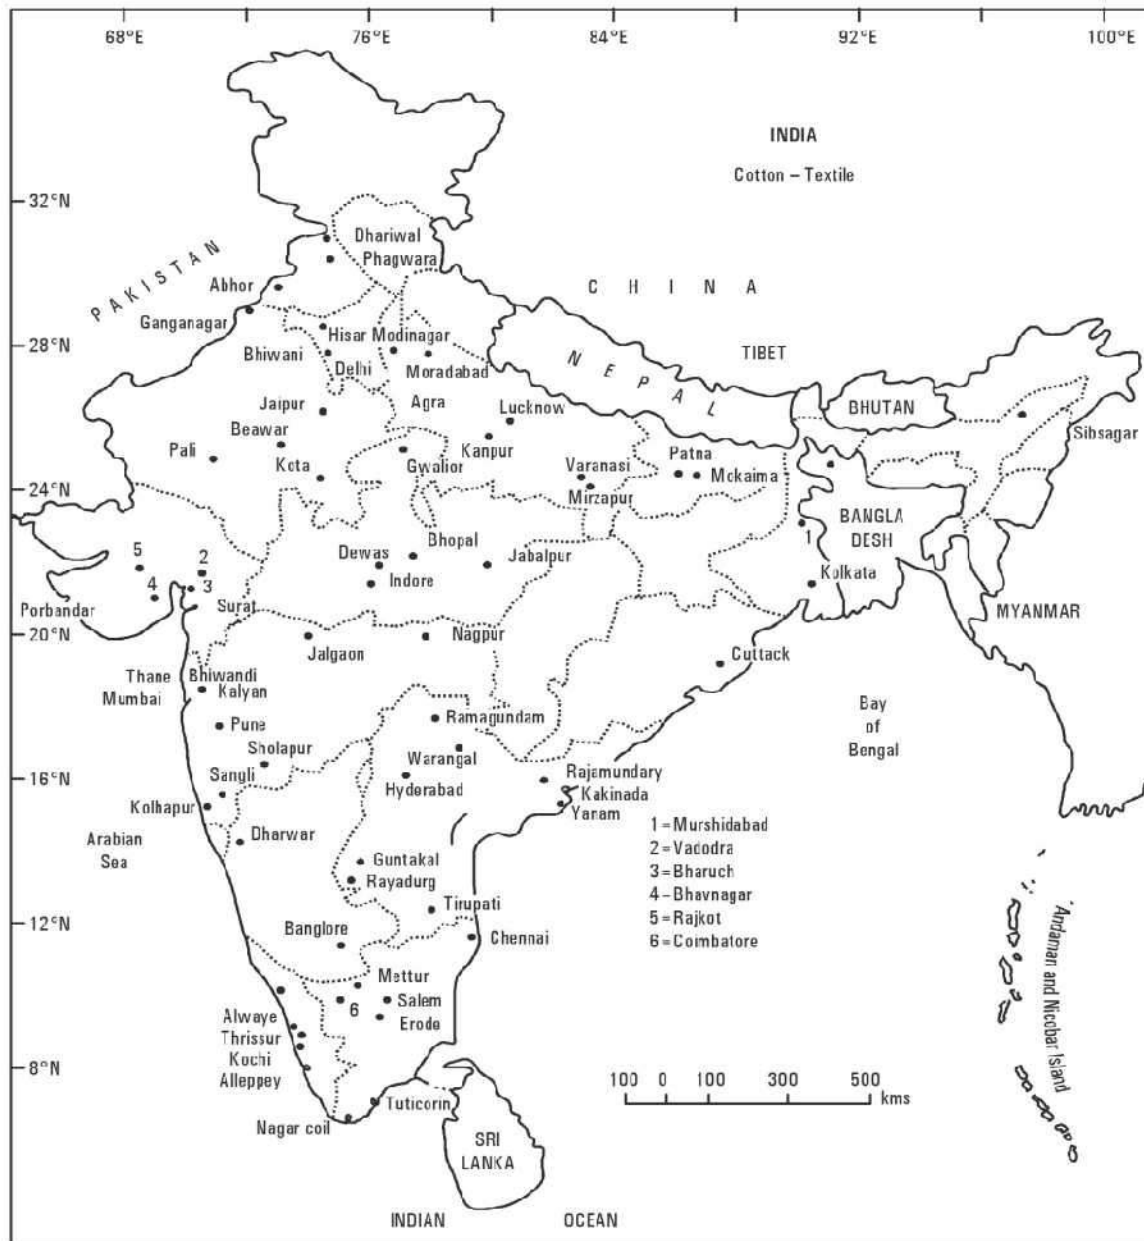 68°E 76°E 84°E 92°E 100°E
INDIA
Cotton – Textile
32°N
Dhariwal
Phagwara
PAKISTAN
Abhor
CHINA
Ganganagar
Hisar Modinagar
28°N
Bhiwani
TIBET
Delhi
Moradabad
NEPAL
Jaipur
Agra
Lucknow
BHUTAN
Beawar
Sibsagar
Pali
Kota
Gwalior
Kanpur
Varanasi
Patna
Mckaima
24°N
Mirzapur
BANGLA
DESH
1
5
2
Dewas
Bhopal
Jabalpur
4
3
Indore
Kolkata
Porbandar
Surat
MYANMAR
20°N
Jalgaon
Nagpur
Cuttack
Thane
Bhiwandi
Mumbai
Kalyan
Pune
Ramagundam
Bay
of
Bengal
Sholapur
Warangal
16°N
Sangli
Hyderabad
Rajamundary
Kolhapur
Kakinada
Yanam
Arabian
Sea
Dharwar
1=Murshidabad
2=Vadodra
3=Bharuch
4–Bhavnagar
5=Rajkot
6=Coimbatore
Guntakal
Rayadurg
Tirupati
12°N
Banglore
Chennai
Andaman and Nicobar Island
Mettur
6
Salem
Erode
Alwaye
Thrissur
Kochi
Alleppey
8°N
100 0 100 300 500
kms
Tuticorin
Nagar coil
SRI
LANKA
INDIAN OCEAN